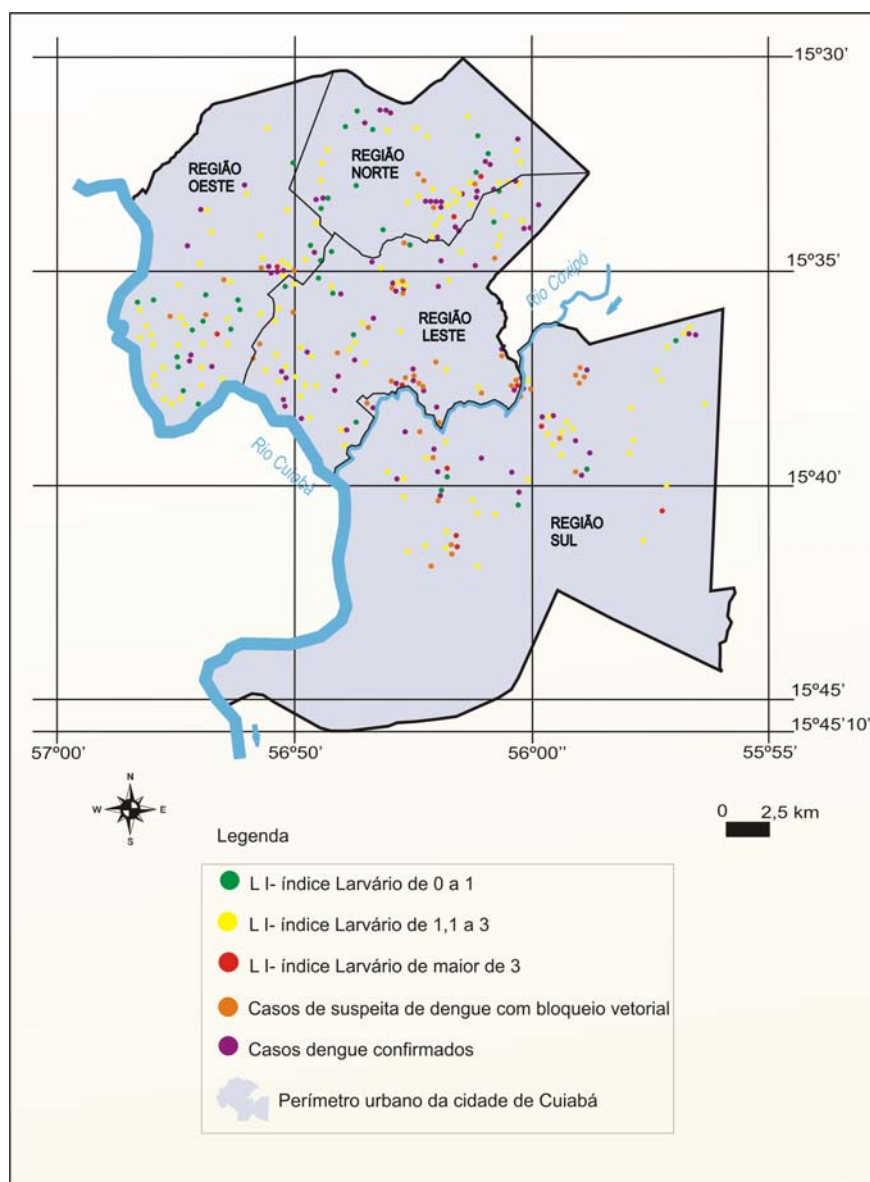 15º30'
REGIÃO
NORTE
REGIÃO
OESTE
15º35'
Rio Coxipó
REGIÃO
LESTE
Rio Cuiabá
15º40'
REGIÃO
SUL
15º45'
15º45'10"
57º00'
56º50'
56º00''
55º55'
N
W
E
S
0 2,5 km
Legenda
L I- índice Larvário de 0 a 1
L I- índice Larvário de 1,1 a 3
L I- índice Larvário de maior de 3
Casos de suspeita de dengue com bloqueio vetorial
Casos dengue confirmados
Perímetro urbano da cidade de Cuiabá